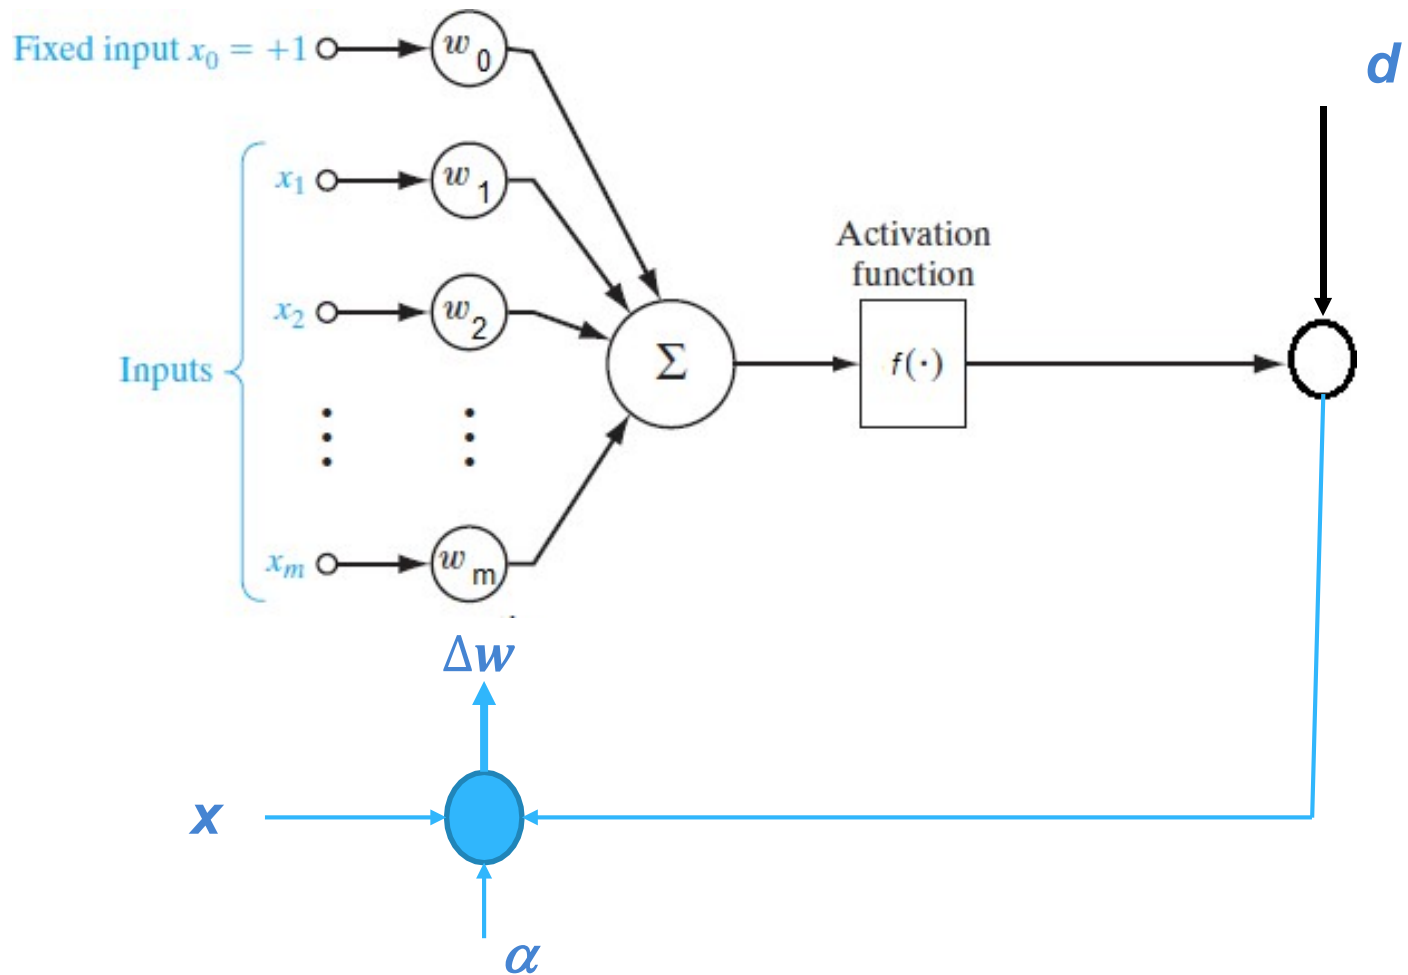 Fixed input x₀ = +1
w₀
d
x₁
w₁
Activation
function
x₂
w₂
Inputs
Σ
f(·)
xₘ
wₘ
Δw
x
α